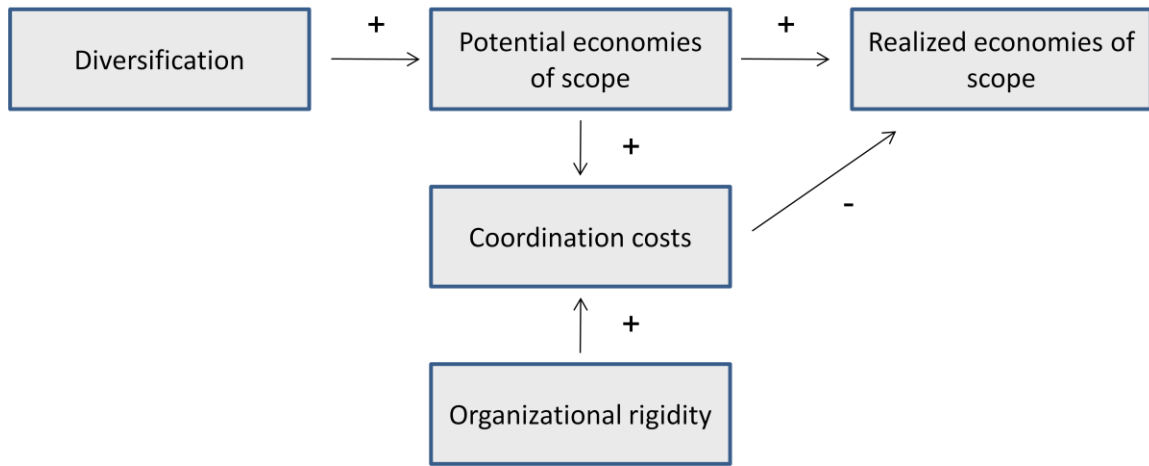 +
+
Diversification
Potential economies
of scope
Realized economies of
scope
+
-
Coordination costs
+
Organizational rigidity